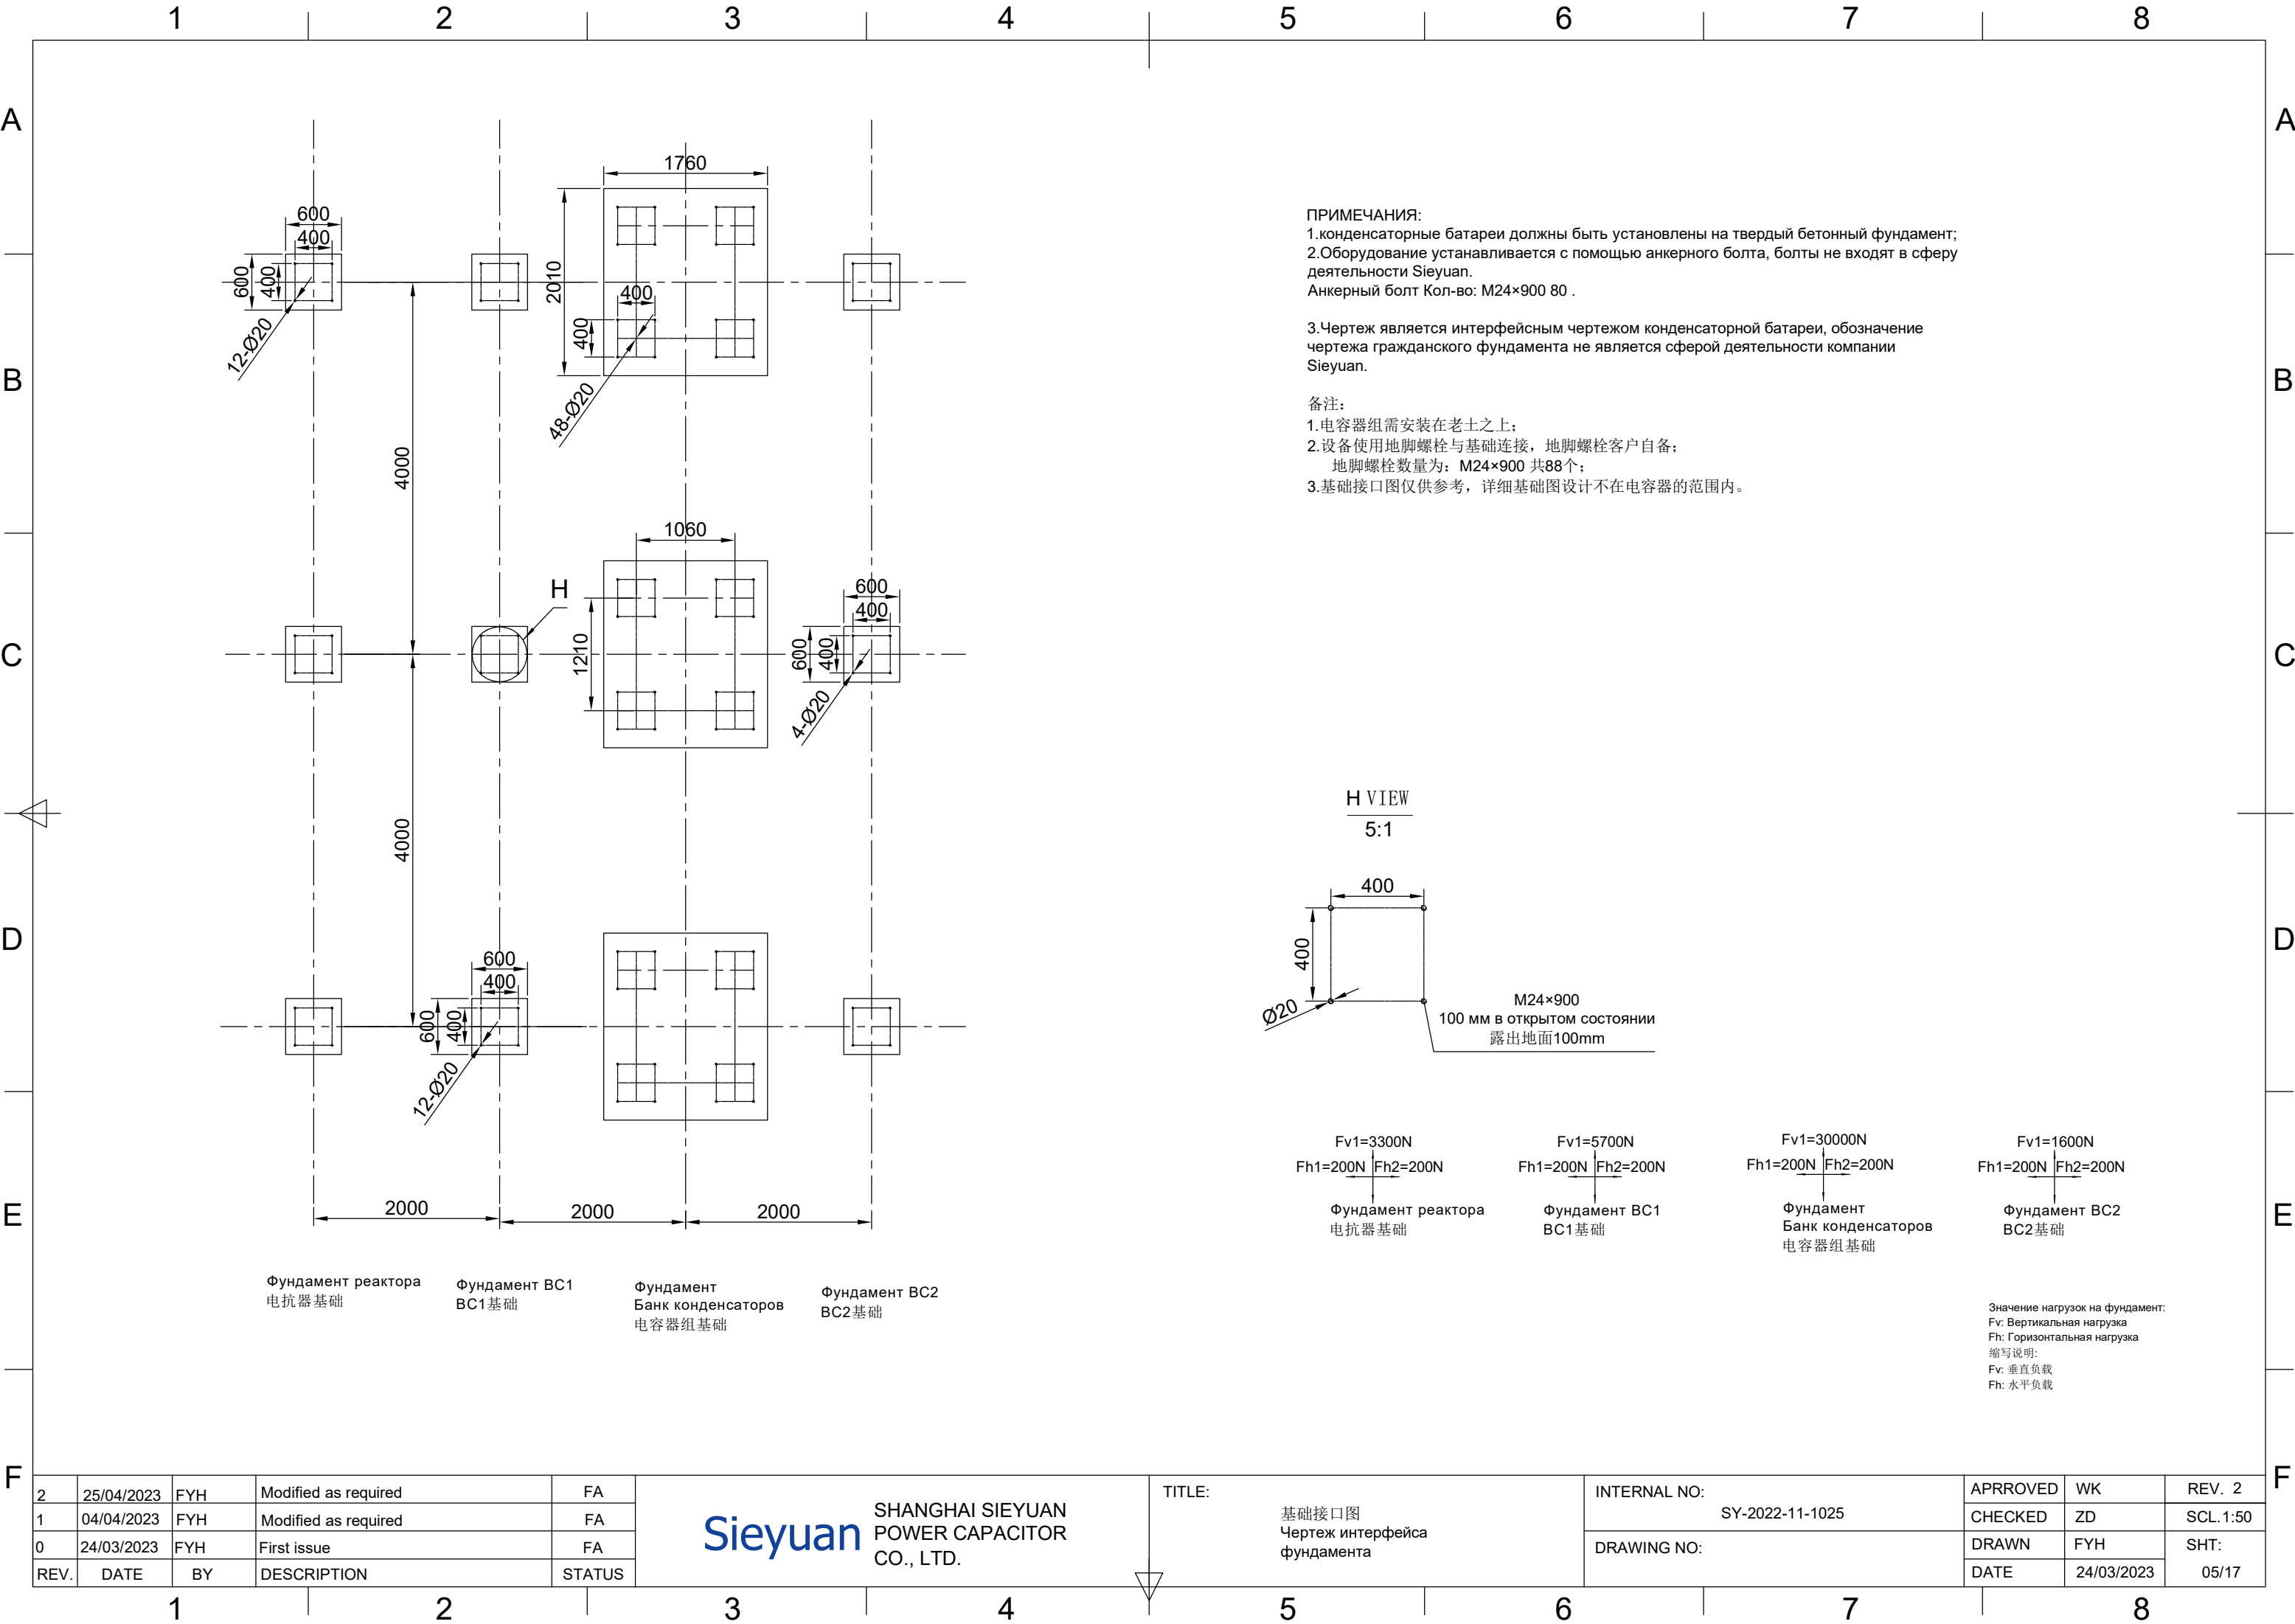 1 2 3 4 5 6 7 8
A A
1760
600
400
600
400
12-Ø20
2010
400
400
48-Ø20
ПРИМЕЧАНИЯ:
1.конденсаторные батареи должны быть установлены на твердый бетонный фундамент;
2.Оборудование устанавливается с помощью анкерного болта, болты не входят в сферу
деятельности Sieyuan.
Анкерный болт Кол-во: M24×900 80 .
3.Чертеж является интерфейсным чертежом конденсаторной батареи, обозначение
чертежа гражданского фундамента не является сферой деятельности компании
Sieyuan.
备注：
1.电容器组需安装在老土之上；
2.设备使用地脚螺栓与基础连接，地脚螺栓客户自备；
地脚螺栓数量为：M24×900 共88个；
3.基础接口图仅供参考，详细基础图设计不在电容器的范围内。
B B
4000
1060
H
1210
600
400
600
400
4-Ø20
C C
4000
H VIEW
5:1
400
400
Ø20
M24×900
100 мм в открытом состоянии
露出地面100mm
D D
600
400
600
400
12-Ø20
2000
2000
2000
E E
Фундамент реактора
电抗器基础
Фундамент BC1
BC1基础
Фундамент
Банк конденсаторов
电容器组基础
Фундамент BC2
BC2基础
Fv1=3300N
Fh1=200N Fh2=200N
Фундамент реактора
电抗器基础
Fv1=5700N
Fh1=200N Fh2=200N
Фундамент BC1
BC1基础
Fv1=30000N
Fh1=200N Fh2=200N
Фундамент
Банк конденсаторов
电容器组基础
Fv1=1600N
Fh1=200N Fh2=200N
Фундамент BC2
BC2基础
Значение нагрузок на фундамент:
Fv: Вертикальная нагрузка
Fh: Горизонтальная нагрузка
缩写说明:
Fv: 垂直负载
Fh: 水平负载
F F
2 25/04/2023 FYH Modified as required FA
1 04/04/2023 FYH Modified as required FA
0 24/03/2023 FYH First issue FA
REV. DATE BY DESCRIPTION STATUS
Sieyuan
SHANGHAI SIEYUAN
POWER CAPACITOR
CO., LTD.
TITLE:
基础接口图
Чертеж интерфейса
фундамента
INTERNAL NO:
SY-2022-11-1025
DRAWING NO:
APRROVED WK REV. 2
CHECKED ZD SCL.1:50
DRAWN FYH SHT:
DATE 24/03/2023 05/17
1 2 3 4 5 6 7 8